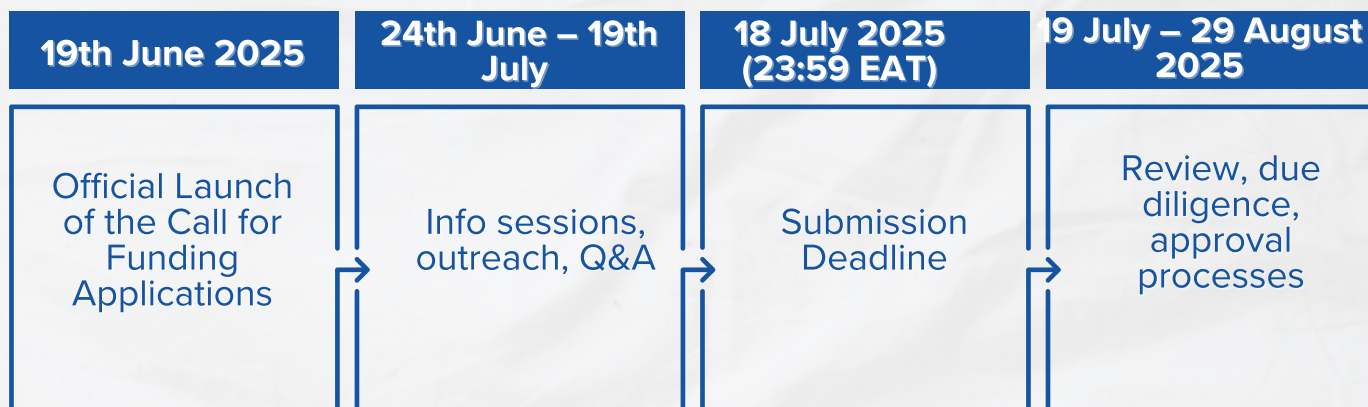 19th June 2025
24th June – 19th
July
18 July 2025
(23:59 EAT)
19 July – 29 August
2025
Official Launch
of the Call for
Funding
Applications
Info sessions,
outreach, Q&A
Submission
Deadline
Review, due
diligence,
approval
processes